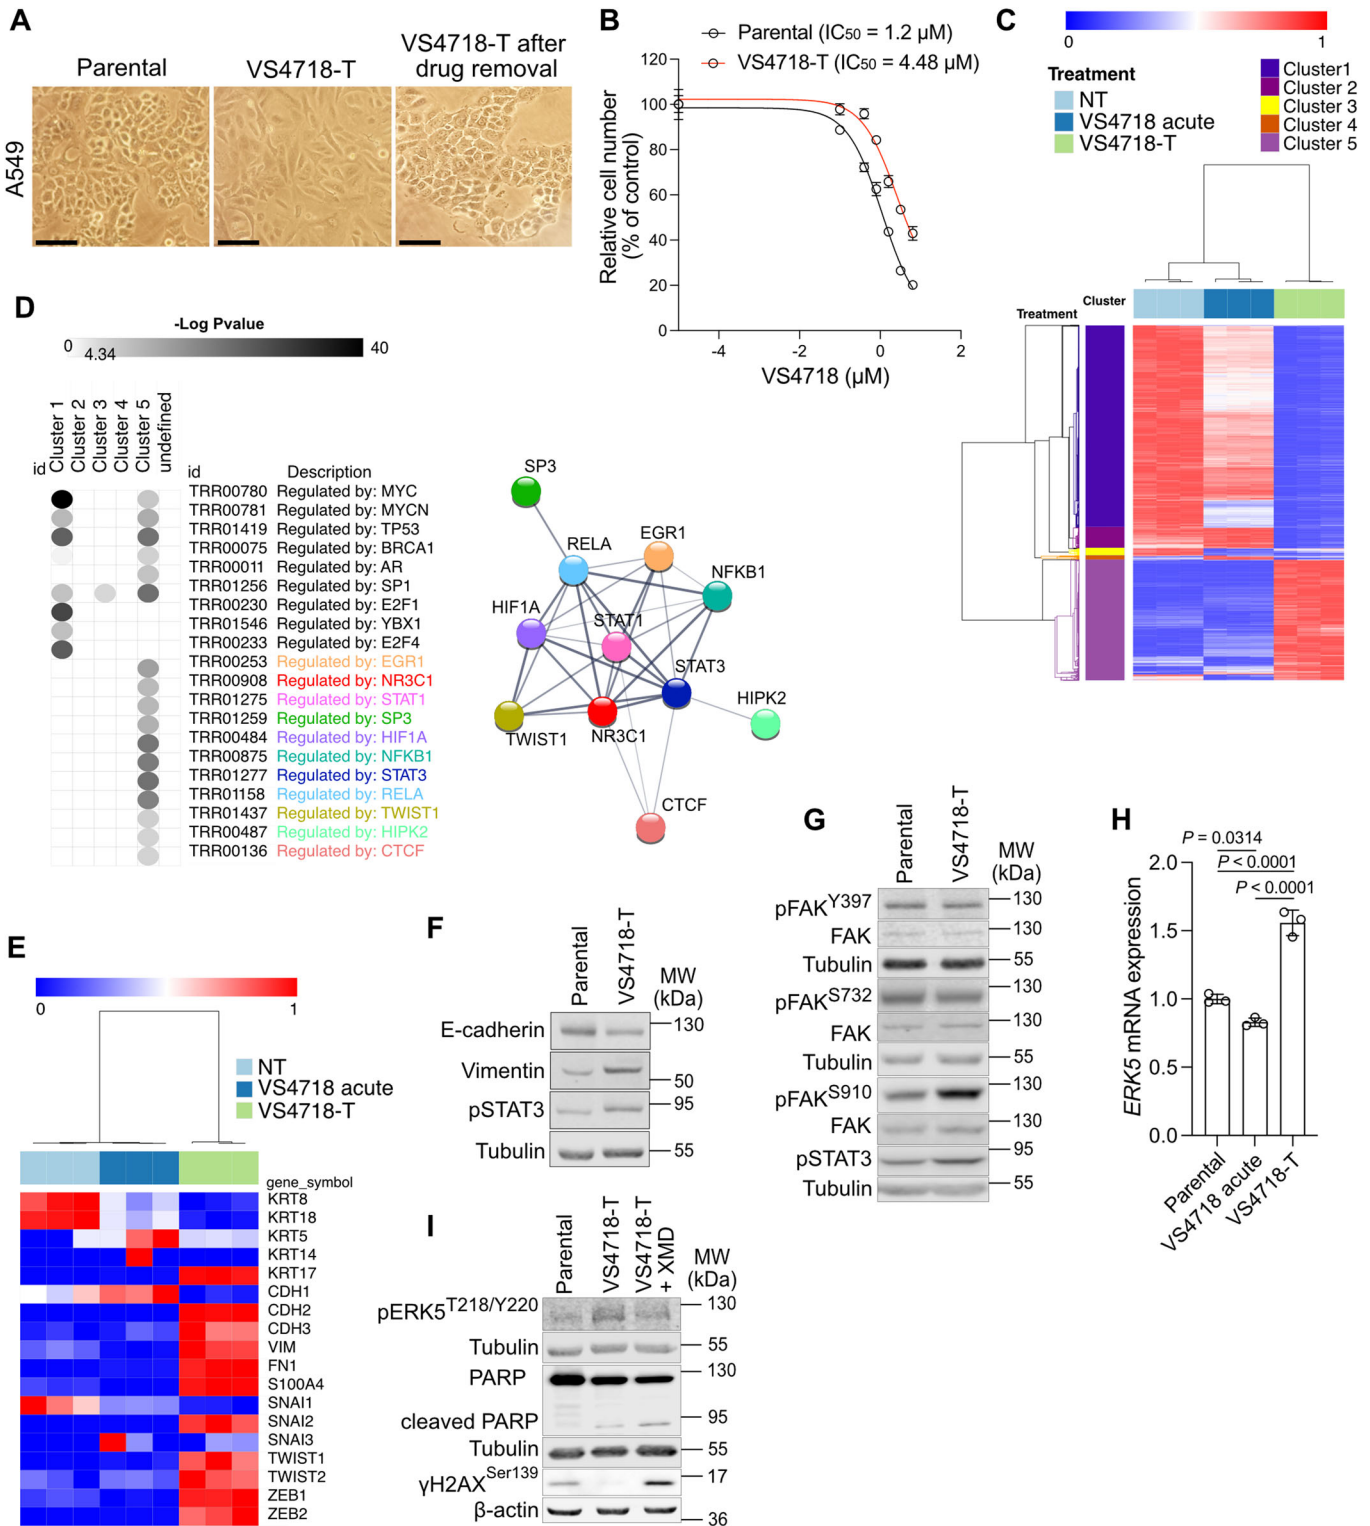 A
Parental
VS4718-T
VS4718-T after
drug removal
A549
B
Parental (IC50 = 1.2 µM)
VS4718-T (IC50 = 4.48 µM)
Relative cell number
(% of control)
120
100
80
60
40
20
0
-4
-2
0
2
VS4718 (µM)
C
0
1
Treatment
NT
VS4718 acute
VS4718-T
Cluster1
Cluster 2
Cluster 3
Cluster 4
Cluster 5
Treatment
Cluster
D
-Log Pvalue
0
4.34
40
id
Cluster 1
Cluster 2
Cluster 3
Cluster 4
Cluster 5
undefined
id Description
TRR00780 Regulated by: MYC
TRR00781 Regulated by: MYCN
TRR01419 Regulated by: TP53
TRR00075 Regulated by: BRCA1
TRR00011 Regulated by: AR
TRR01256 Regulated by: SP1
TRR00230 Regulated by: E2F1
TRR01546 Regulated by: YBX1
TRR00233 Regulated by: E2F4
TRR00253 Regulated by: EGR1
TRR00908 Regulated by: NR3C1
TRR01275 Regulated by: STAT1
TRR01259 Regulated by: SP3
TRR00484 Regulated by: HIF1A
TRR00875 Regulated by: NFKB1
TRR01277 Regulated by: STAT3
TRR01158 Regulated by: RELA
TRR01437 Regulated by: TWIST1
TRR00487 Regulated by: HIPK2
TRR00136 Regulated by: CTCF
SP3
RELA
EGR1
NFKB1
HIF1A
STAT1
STAT3
HIPK2
TWIST1
NR3C1
CTCF
E
0
1
NT
VS4718 acute
VS4718-T
gene_symbol
KRT8
KRT18
KRT5
KRT14
KRT17
CDH1
CDH2
CDH3
VIM
FN1
S100A4
SNAI1
SNAI2
SNAI3
TWIST1
TWIST2
ZEB1
ZEB2
F
Parental
VS4718-T
MW
(kDa)
E-cadherin
130
Vimentin
50
pSTAT3
95
Tubulin
55
G
Parental
VS4718-T
MW
(kDa)
pFAKY397
130
FAK
Tubulin
55
pFAKS732
130
FAK
130
Tubulin
55
pFAKS910
130
FAK
130
pSTAT3
95
Tubulin
55
H
P = 0.0314
P < 0.0001
P < 0.0001
ERK5 mRNA expression
2.0
1.5
1.0
0.5
0.0
Parental
VS4718 acute
VS4718-T
I
Parental
VS4718-T
VS4718-T
+ XMD
MW
(kDa)
pERK5T218/Y220
130
Tubulin
55
PARP
130
cleaved PARP
95
Tubulin
55
γH2AXSer139
17
β-actin
36